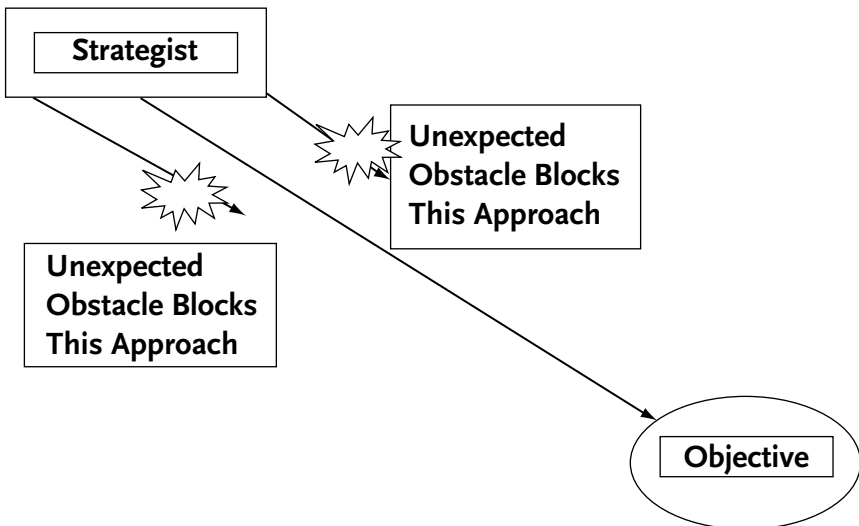 Strategist
Unexpected
Obstacle Blocks
This Approach
Unexpected
Obstacle Blocks
This Approach
Objective